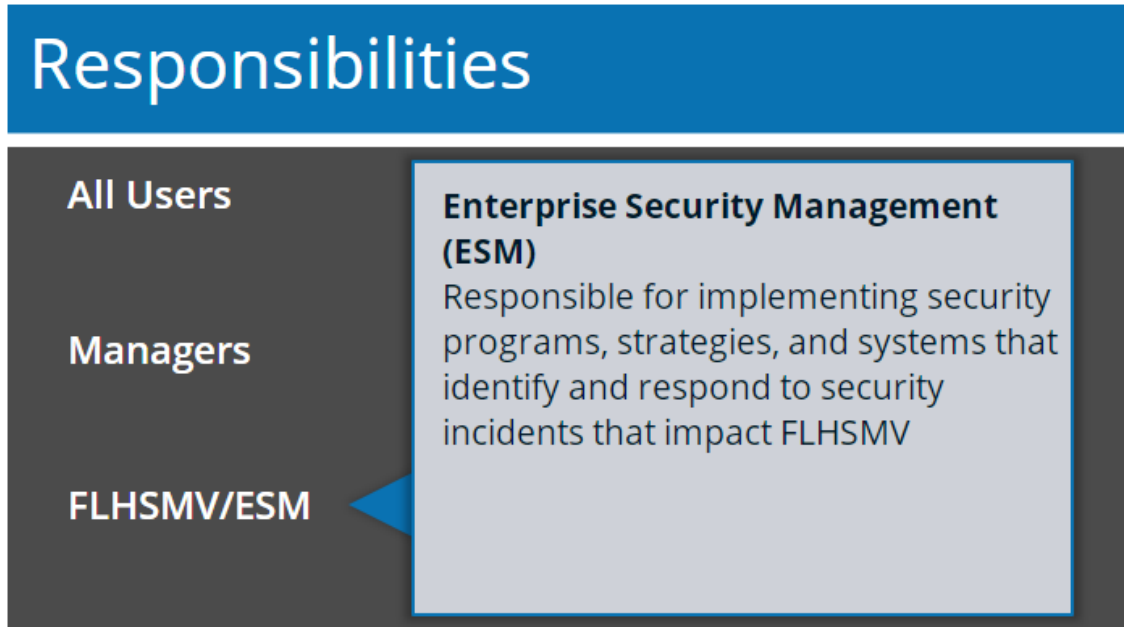 Responsibilities
All Users
Managers
FLHSMV/ESM
Enterprise Security Management
(ESM)
Responsible for implementing security
programs, strategies, and systems that
identify and respond to security
incidents that impact FLHSMV